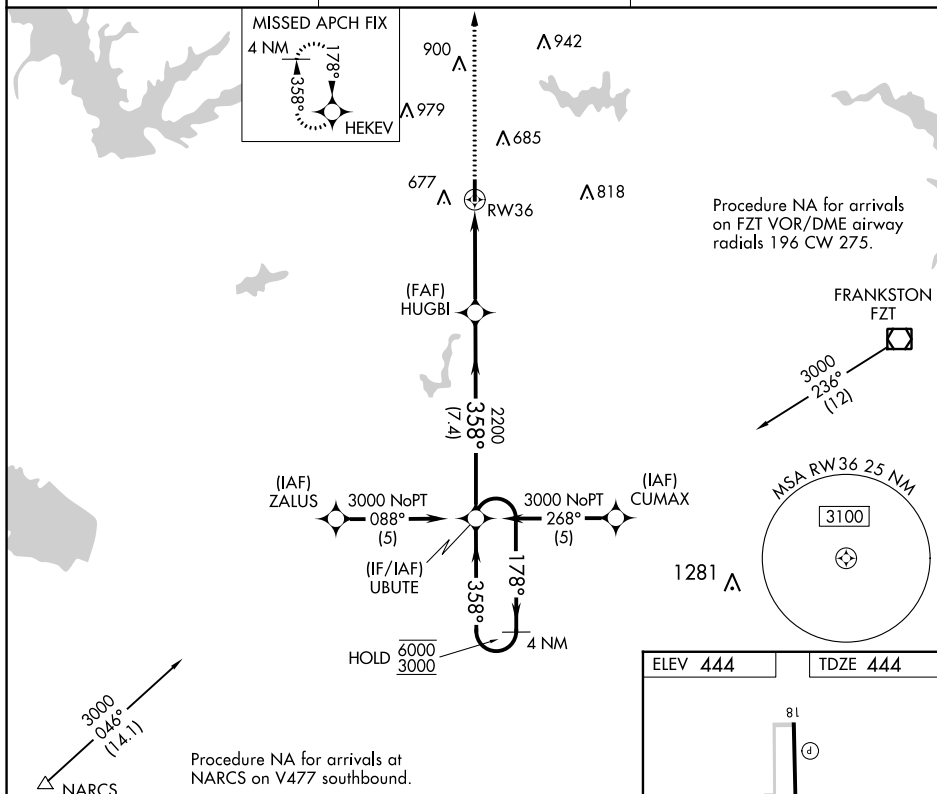 MISSED APCH FIX
4 NM
178°
358°
HEKEV
900
942
979
685
677
818
RW36
Procedure NA for arrivals
on FZT VOR/DME airway
radials 196 CW 275.
(FAF)
HUGBI
FRANKSTON
FZT
3000
236°
(12)
2200
358°
(7.4)
MSA RW36 25 NM
3100
(IAF)
ZALUS
3000 NoPT
088°
(5)
(IAF)
CUMAX
3000 NoPT
268°
(5)
(IF/IAF)
UBUTE
358°
178°
4 NM
HOLD 6000
3000
1281
ELEV 444
TDZE 444
18
P
3000
046°
(14.1)
NARCS
Procedure NA for arrivals at
NARCS on V477 southbound.